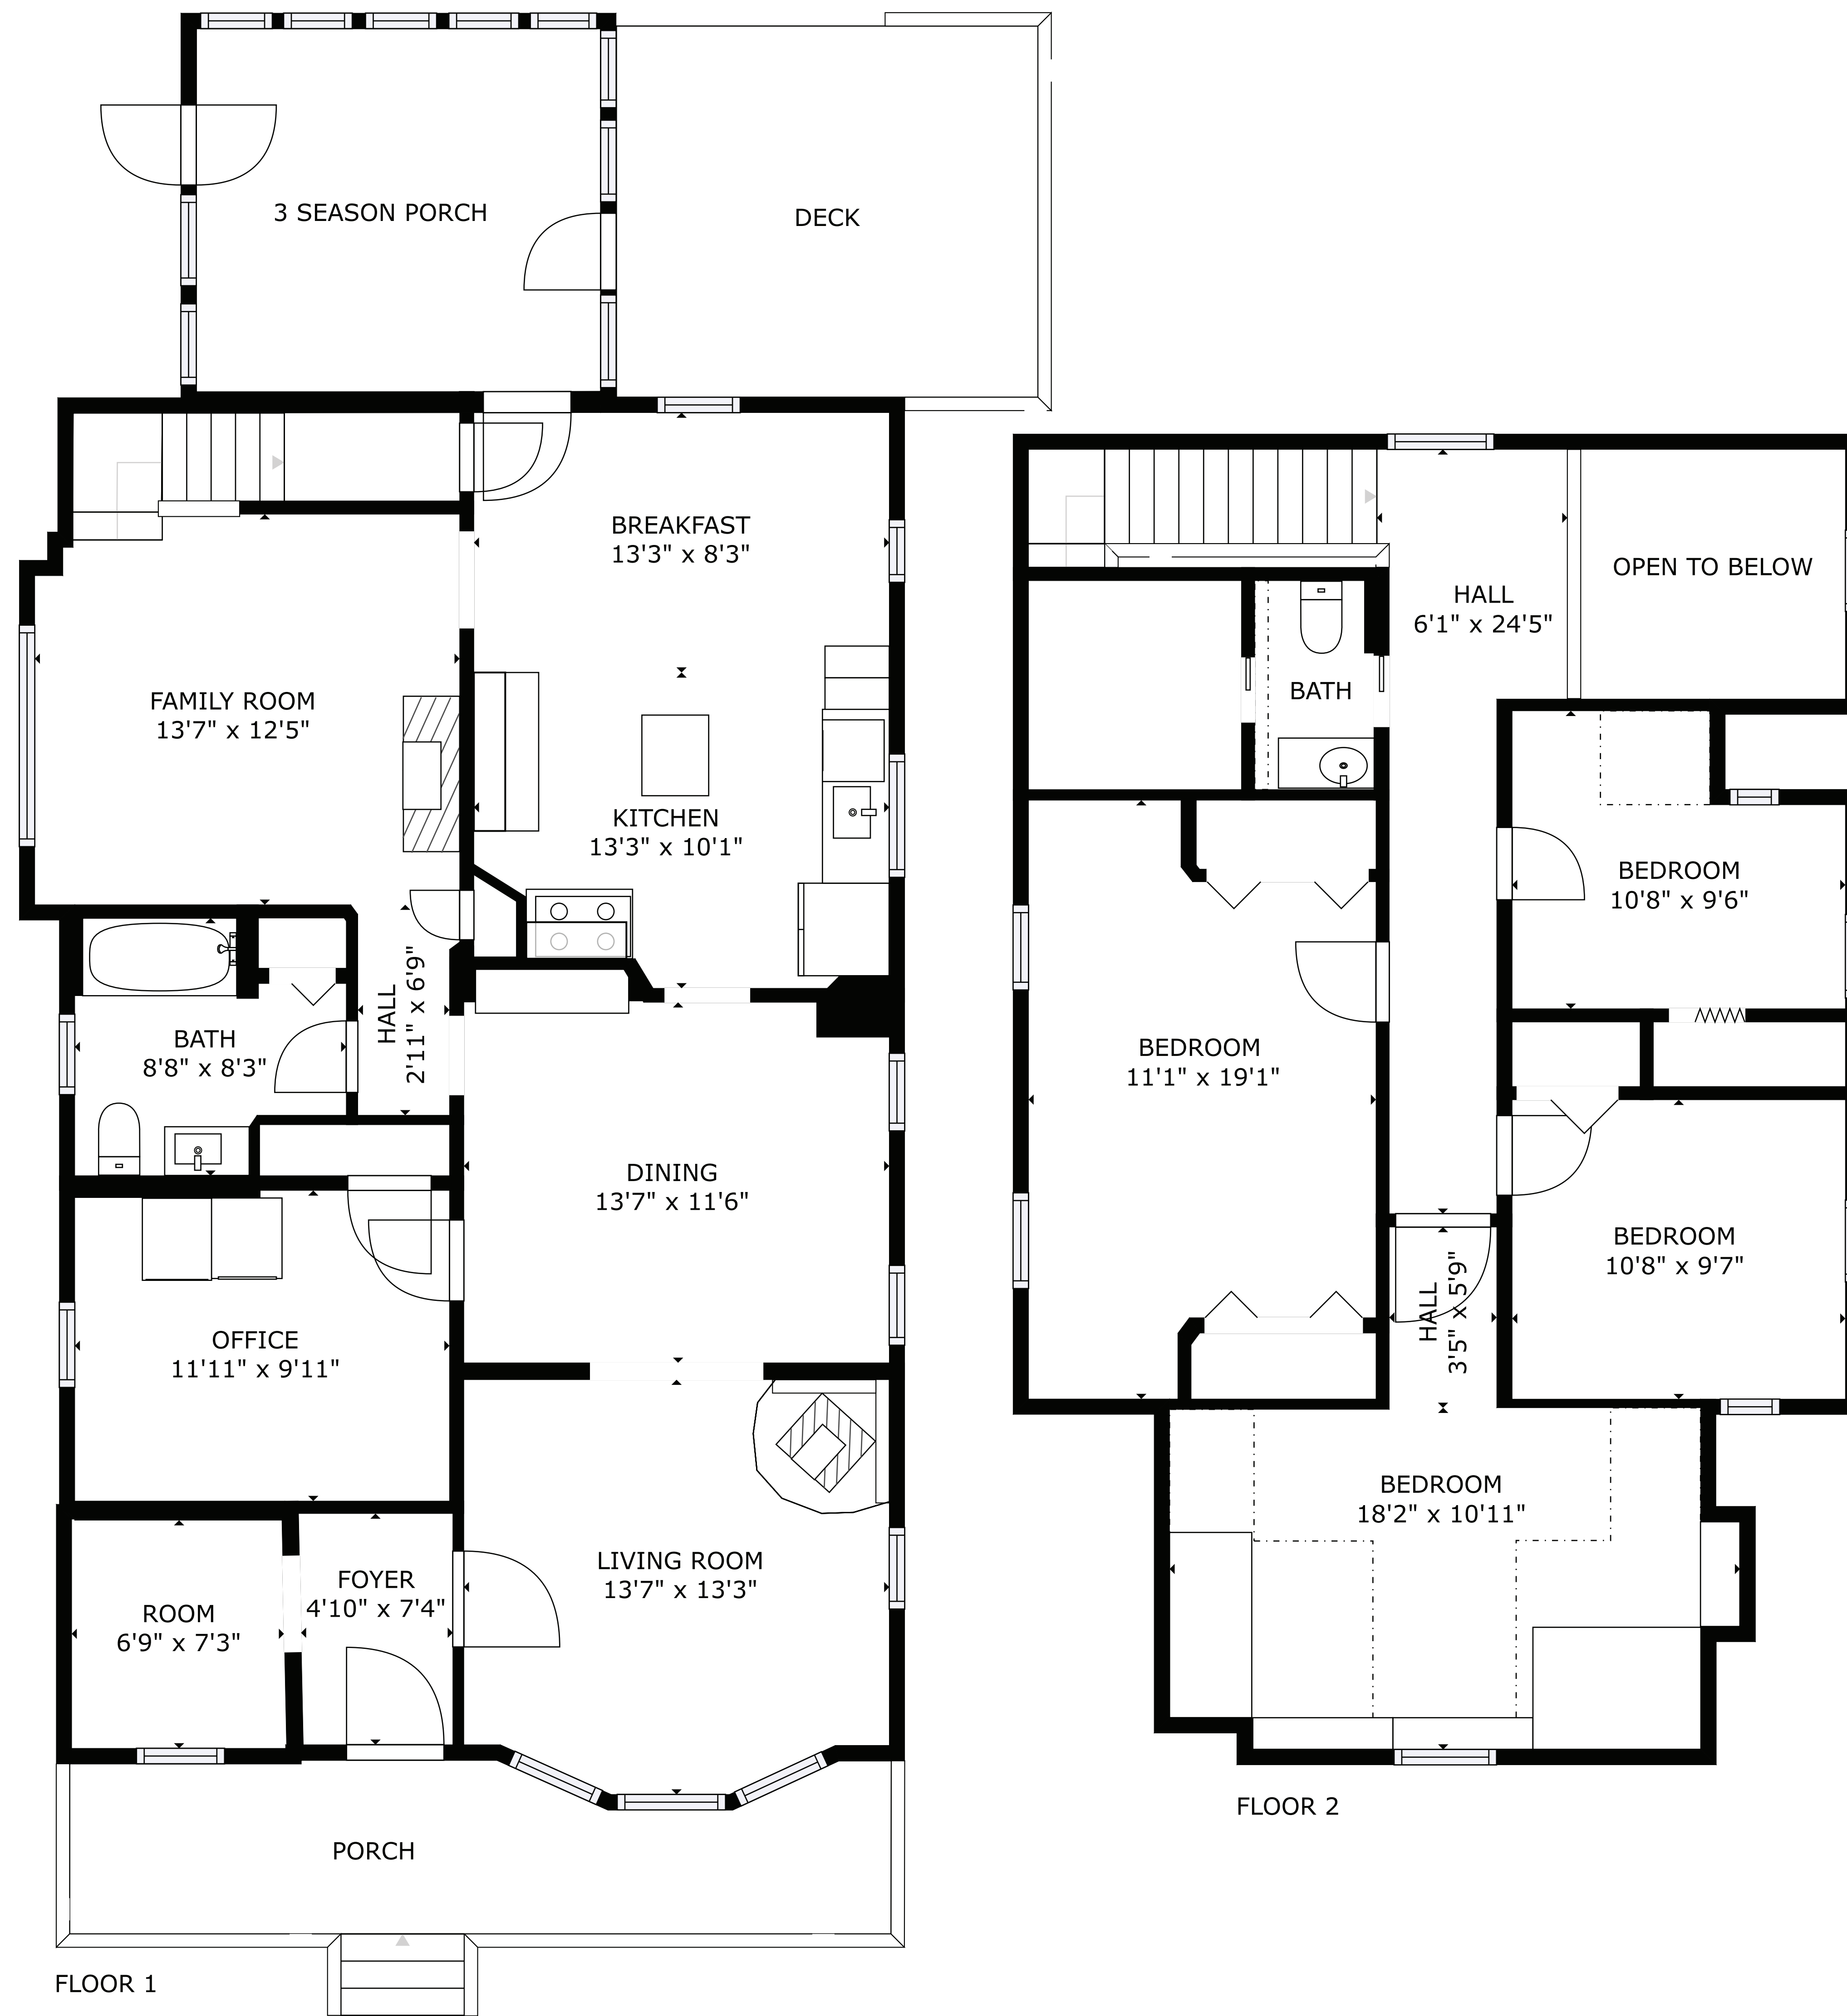 3 SEASON PORCH
DECK
BREAKFAST
13'3" x 8'3"
FAMILY ROOM
13'7" x 12'5"
KITCHEN
13'3" x 10'1"
HALL
2'11" x 6'9"
BATH
8'8" x 8'3"
DINING
13'7" x 11'6"
OFFICE
11'11" x 9'11"
LIVING ROOM
13'7" x 13'3"
FOYER
4'10" x 7'4"
ROOM
6'9" x 7'3"
PORCH
FLOOR 1
OPEN TO BELOW
HALL
6'1" x 24'5"
BATH
BEDROOM
10'8" x 9'6"
BEDROOM
11'1" x 19'1"
BEDROOM
10'8" x 9'7"
HALL
3'5" x 5'9"
BEDROOM
18'2" x 10'11"
FLOOR 2